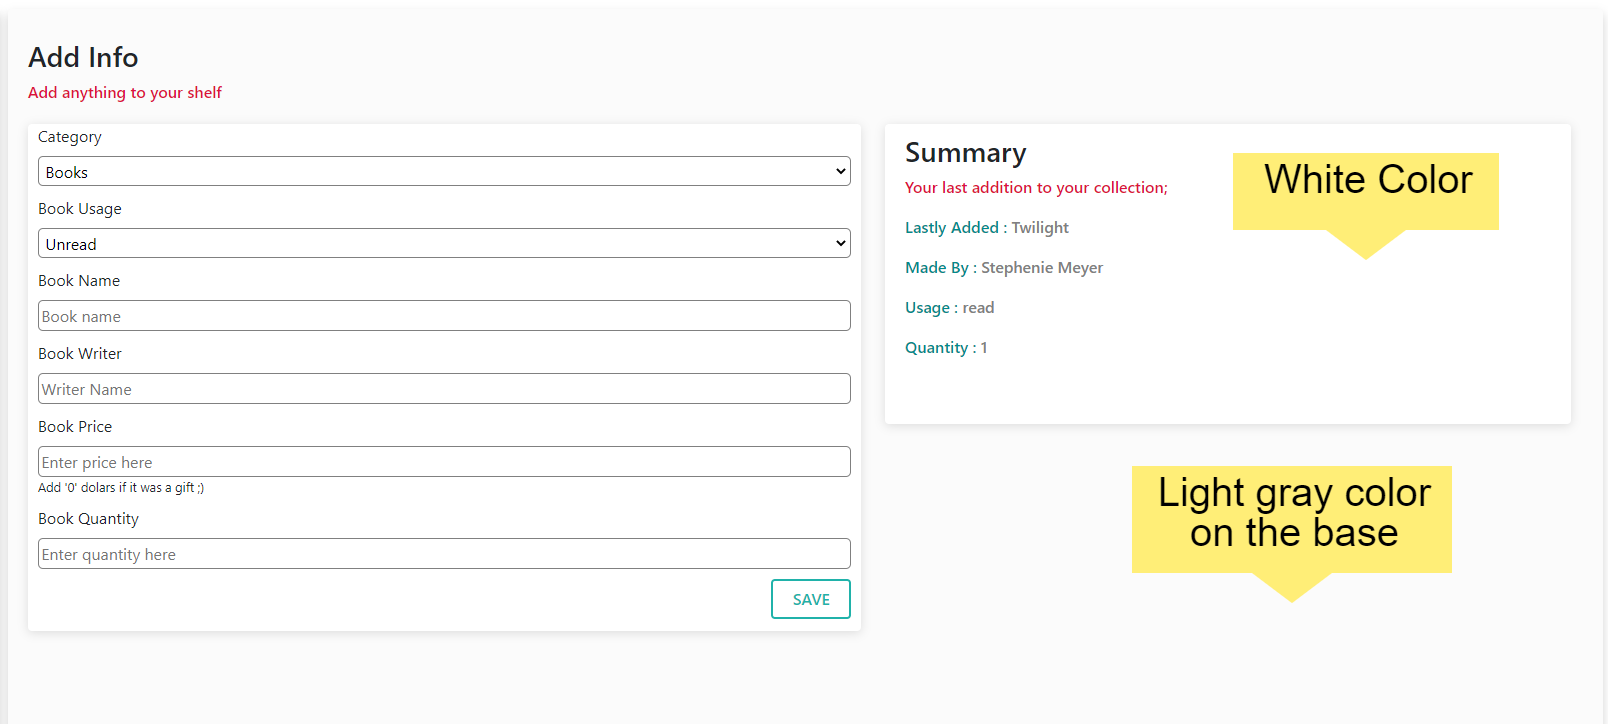 Add Info
Add anything to your shelf
Category
Books
Book Usage
Unread
Book Name
Book name
Book Writer
Writer Name
Book Price
Enter price here
Add '0' dolars if it was a gift ;)
Book Quantity
Enter quantity here
SAVE
Summary
Your last addition to your collection;
Lastly Added : Twilight
Made By : Stephenie Meyer
Usage : read
Quantity : 1
White Color
Light gray color
on the base